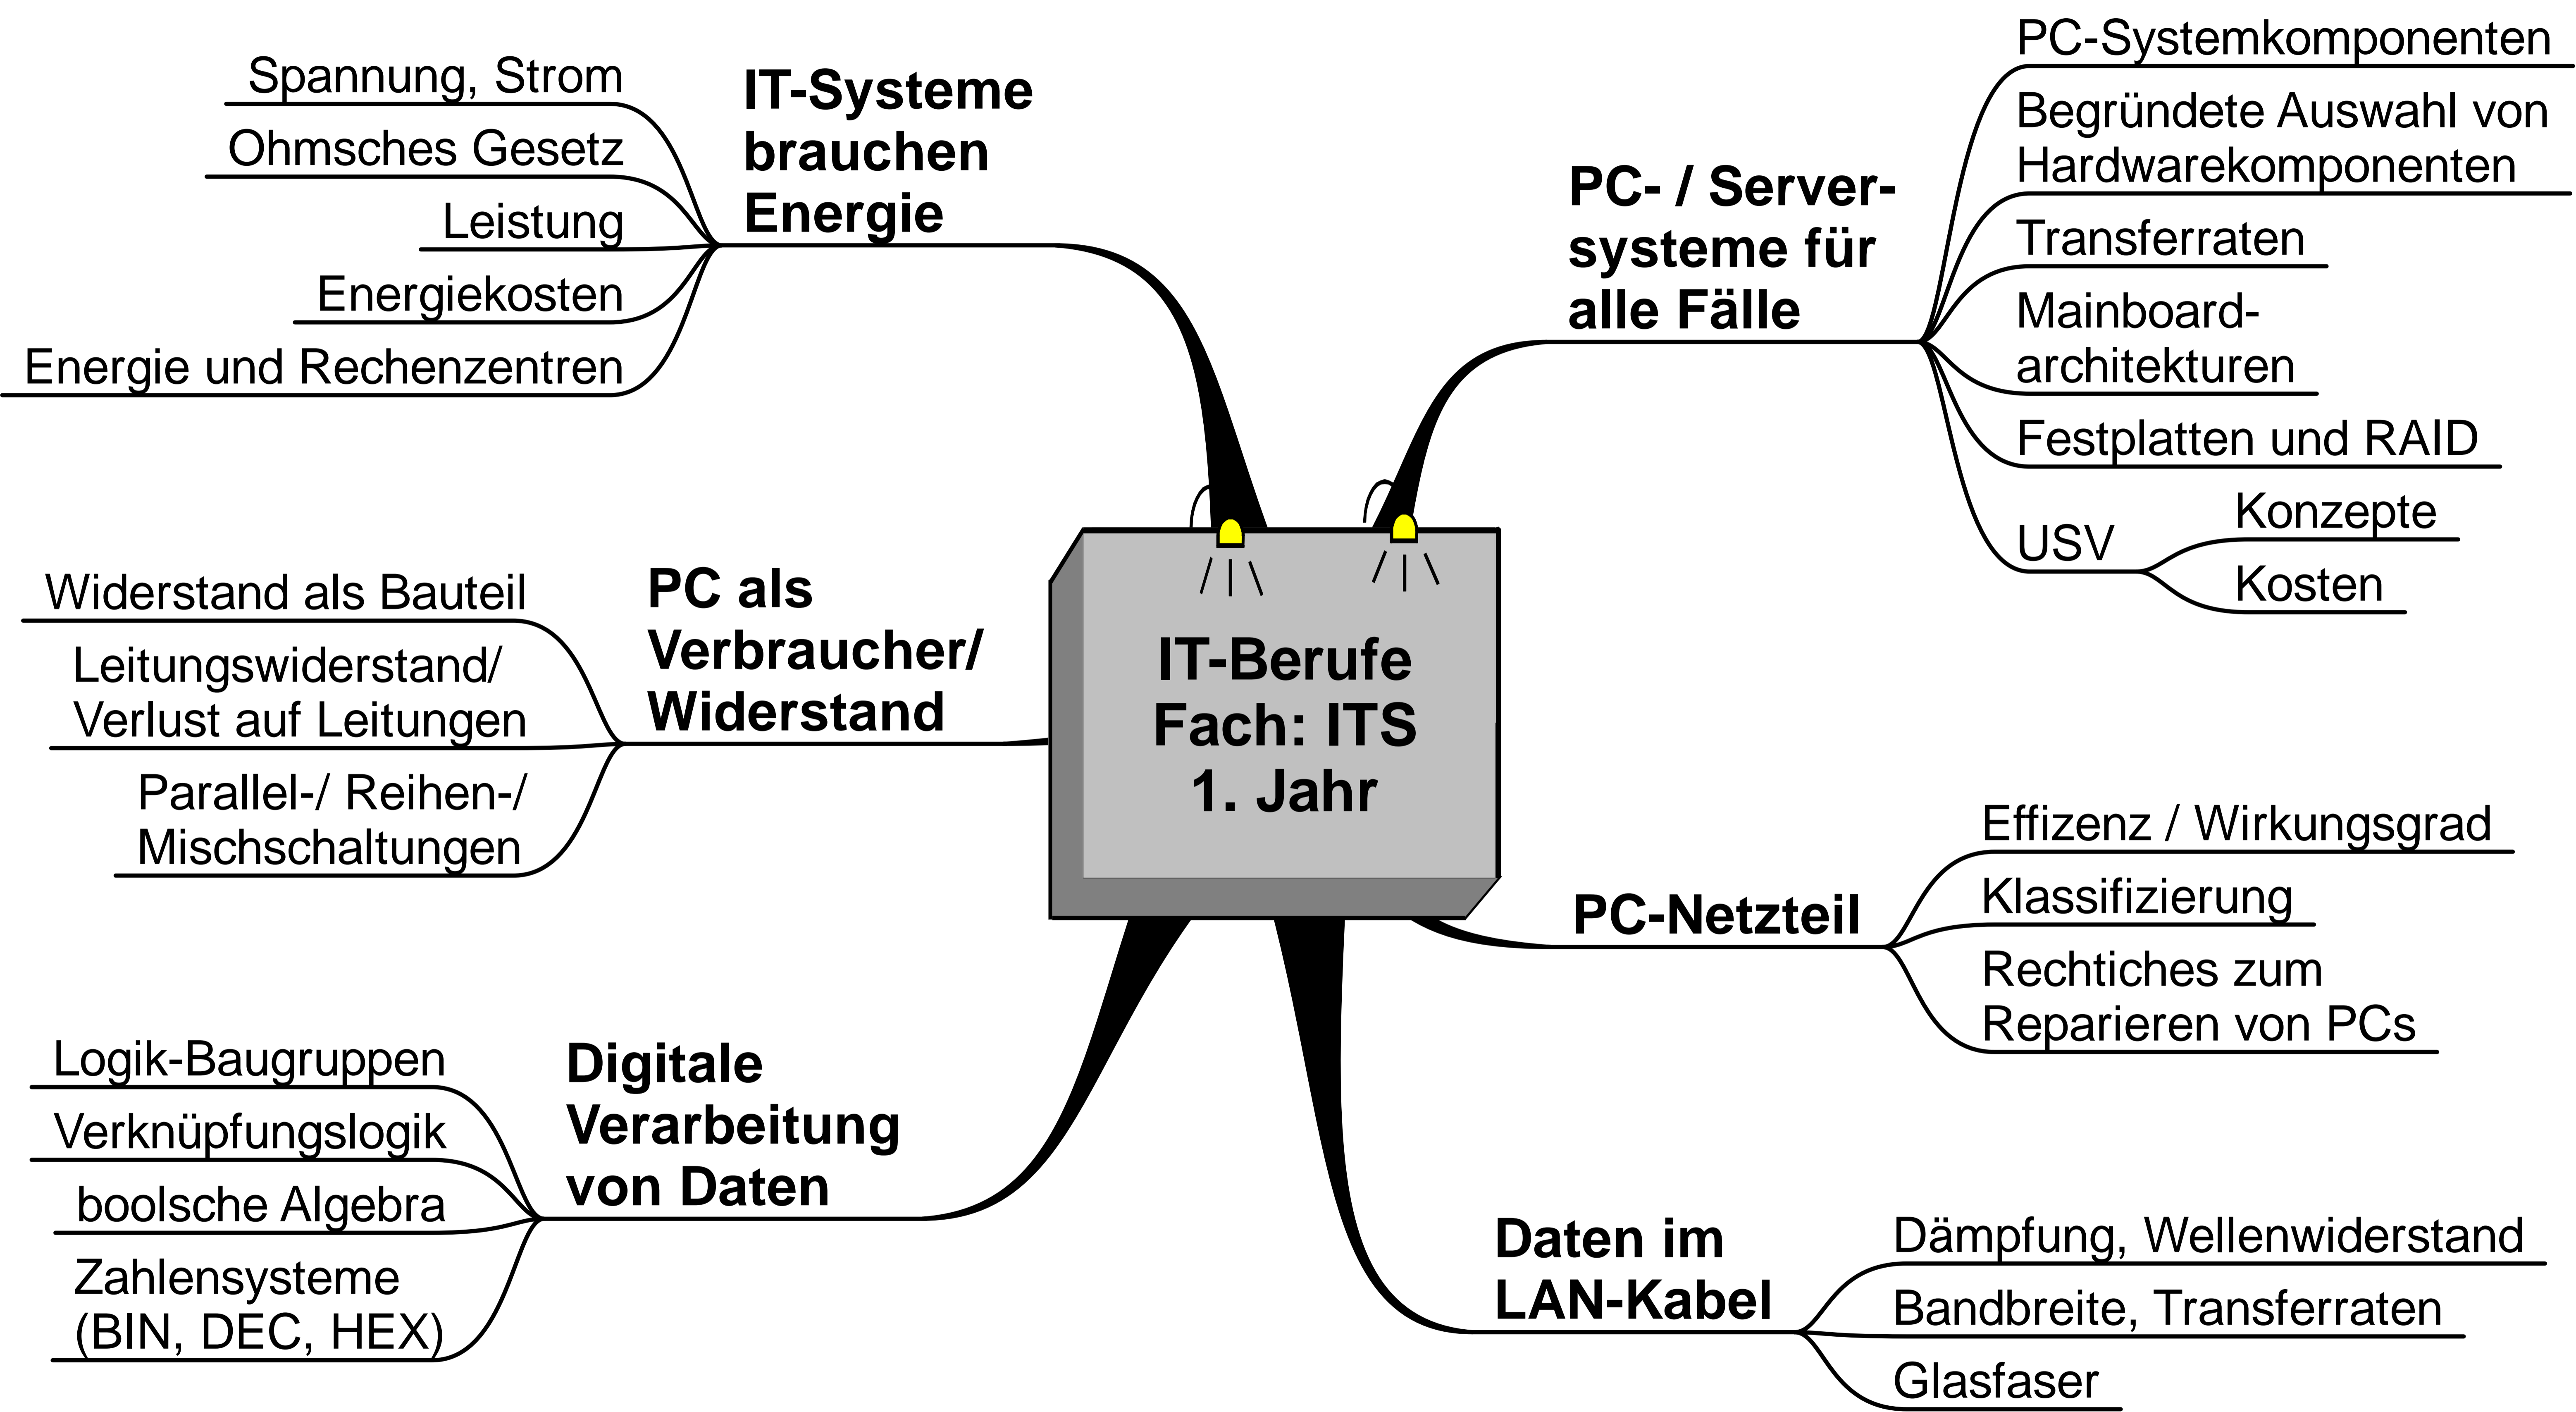 IT-Berufe
Fach: ITS
1. Jahr
PC- / Server-
systeme für
alle Fälle
PC-Systemkomponenten
Begründete Auswahl von
Hardwarekomponenten
Transferraten
Mainboard-
architekturen
Festplatten und RAID
USV
Konzepte
Kosten
PC-Netzteil
Effizenz / Wirkungsgrad
Klassifizierung
Rechtiches zum
Reparieren von PCs
Daten im
LAN-Kabel
Dämpfung, Wellenwiderstand
Bandbreite, Transferraten
Glasfaser
Digitale
Verarbeitung
von Daten
Logik-Baugruppen
Verknüpfungslogik
boolsche Algebra
Zahlensysteme
(BIN, DEC, HEX)
PC als
Verbraucher/
Widerstand
Widerstand als Bauteil
Leitungswiderstand/
Verlust auf Leitungen
Parallel-/ Reihen-/
Mischschaltungen
IT-Systeme
brauchen
Energie
Spannung, Strom
Ohmsches Gesetz
Leistung
Energiekosten
Energie und Rechenzentren